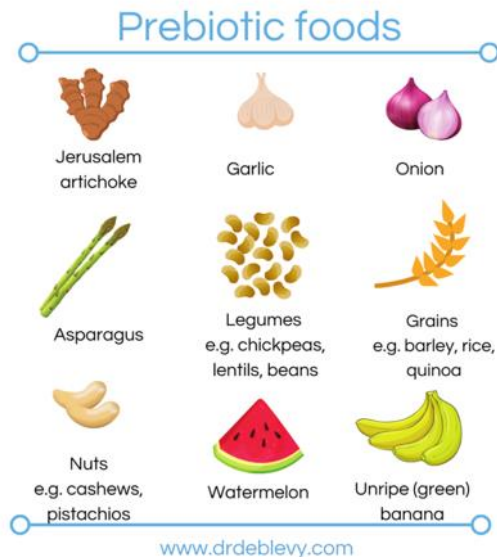 Prebiotic foods
Jerusalem
artichoke
Garlic
Onion
Asparagus
Legumes
e.g. chickpeas,
lentils, beans
Grains
e.g. barley, rice,
quinoa
Nuts
e.g. cashews,
pistachios
Watermelon
Unripe (green)
banana
www.drdeblevy.com